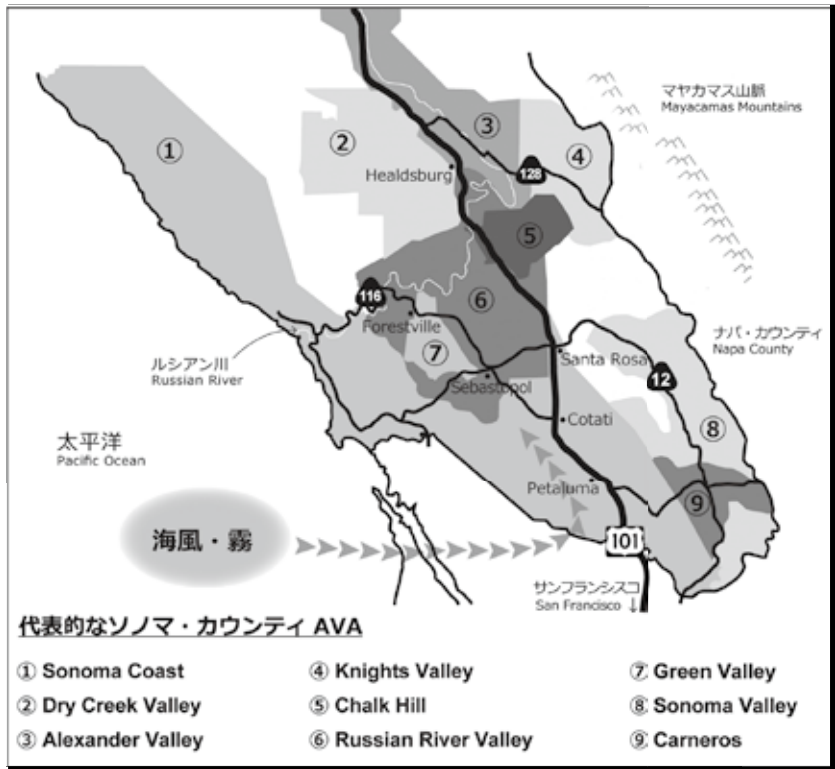 マヤカマス山脈
Mayacamas Mountains
①
②
③
④
Healdsburg
128
⑤
116
⑥
Forestville
ナパ・カウンティ
Napa County
⑦
Santa Rosa
ルシアン川
Russian River
12
Sebastopol
太平洋
Pacific Ocean
Cotati
⑧
Petaluma
⑨
海風・霧
101
サンフランシスコ
San Francisco ↓
代表的なソノマ・カウンティ AVA
① Sonoma Coast
② Dry Creek Valley
③ Alexander Valley
④ Knights Valley
⑤ Chalk Hill
⑥ Russian River Valley
⑦ Green Valley
⑧ Sonoma Valley
⑨ Carneros